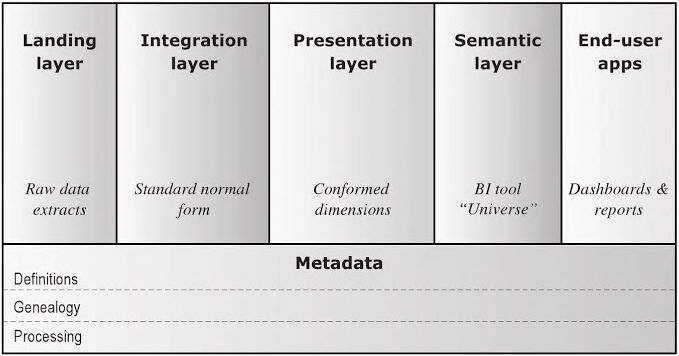 Landing
layer
Integration
layer
Presentation
layer
Semantic
layer
End-user
apps
Raw data
extracts
Standard normal
form
Conformed
dimensions
BI tool
“Universe”
Dashboards &
reports
Metadata
Definitions
Genealogy
Processing